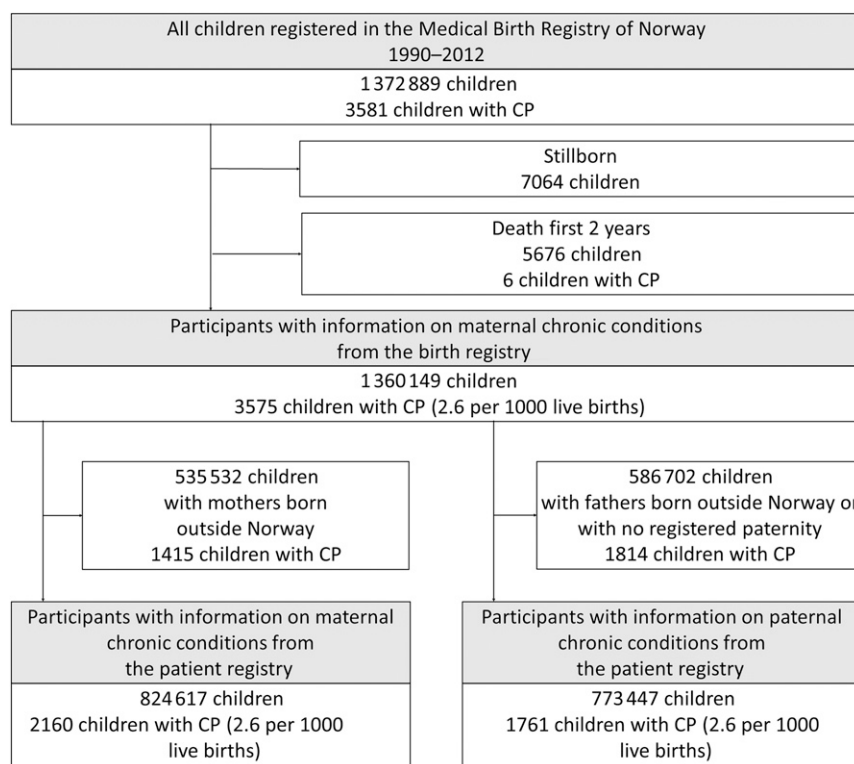 All children registered in the Medical Birth Registry of Norway
1990–2012
1 372 889 children
3581 children with CP
Stillborn
7064 children
Death first 2 years
5676 children
6 children with CP
Participants with information on maternal chronic conditions
from the birth registry
1 360 149 children
3575 children with CP (2.6 per 1000 live births)
535 532 children
with mothers born
outside Norway
1415 children with CP
586 702 children
with fathers born outside Norway or
with no registered paternity
1814 children with CP
Participants with information on maternal
chronic conditions from
the patient registry
824 617 children
2160 children with CP (2.6 per 1000
live births)
Participants with information on paternal
chronic conditions from
the patient registry
773 447 children
1761 children with CP (2.6 per 1000
live births)